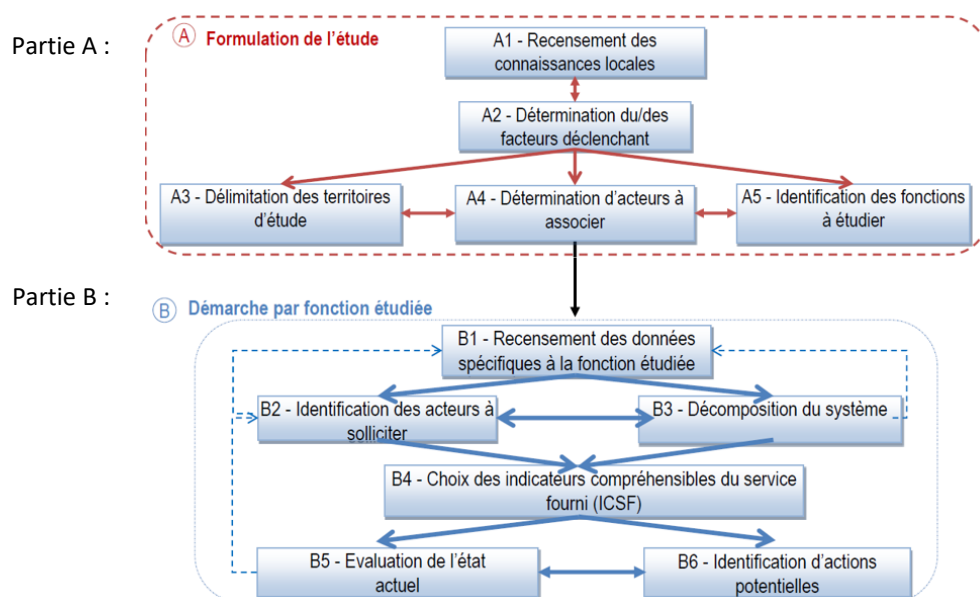 Partie A :
A Formulation de l'étude
A1 - Recensement des
connaissances locales
A2 - Détermination du/des
facteurs déclenchant
A3 - Délimitation des territoires
d'étude
A4 - Détermination d'acteurs à
associer
A5 - Identification des fonctions
à étudier
Partie B :
B Démarche par fonction étudiée
B1 - Recensement des données
spécifiques à la fonction étudiée
B2 - Identification des acteurs à
solliciter
B3 - Décomposition du système
B4 - Choix des indicateurs compréhensibles du service
fourni (ICSF)
B5 - Evaluation de l'état
actuel
B6 - Identification d'actions
potentielles